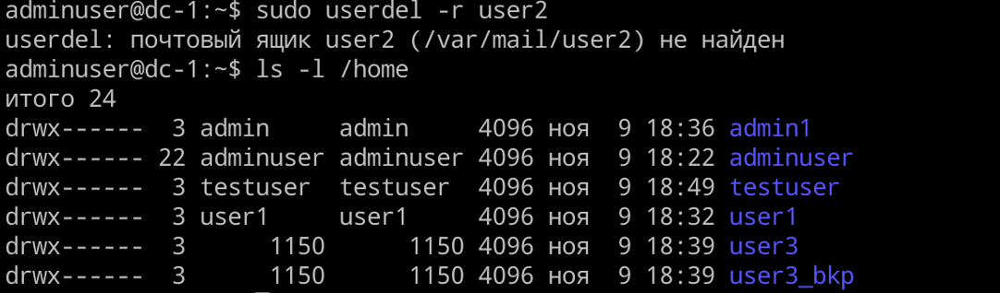 adminuser@dc-1:~$ sudo userdel -r user2
userdel: почтовый ящик user2 (/var/mail/user2) не найден
adminuser@dc-1:~$ ls -l /home
итого 24
drwx------  3 admin     admin     4096 ноя  9 18:36 admin1
drwx------ 22 adminuser adminuser 4096 ноя  9 18:22 adminuser
drwx------  3 testuser  testuser  4096 ноя  9 18:49 testuser
drwx------  3 user1     user1     4096 ноя  9 18:32 user1
drwx------  3      1150      1150 4096 ноя  9 18:39 user3
drwx------  3      1150      1150 4096 ноя  9 18:39 user3_bkp